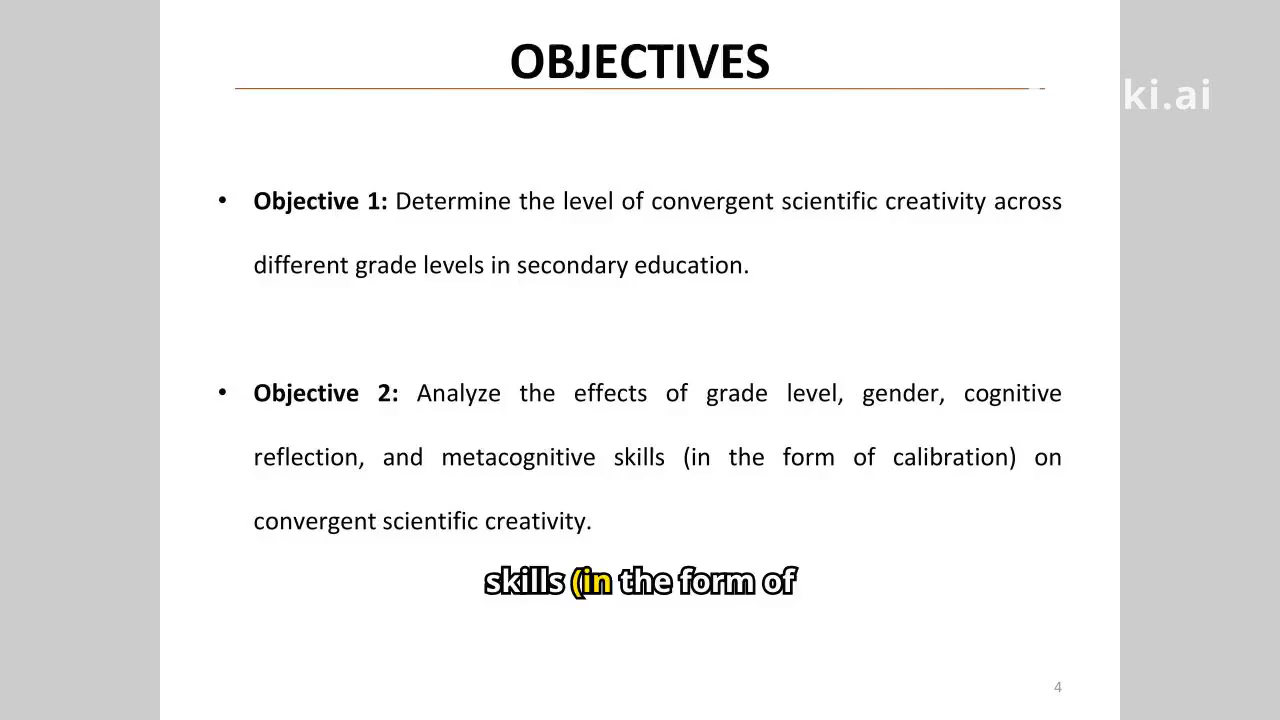 OBJECTIVES
ki.ai
• Objective 1: Determine the level of convergent scientific creativity across
different grade levels in secondary education.
• Objective 2: Analyze the effects of grade level, gender, cognitive
reflection, and metacognitive skills (in the form of calibration) on
convergent scientific creativity.
skills (in the form of
4